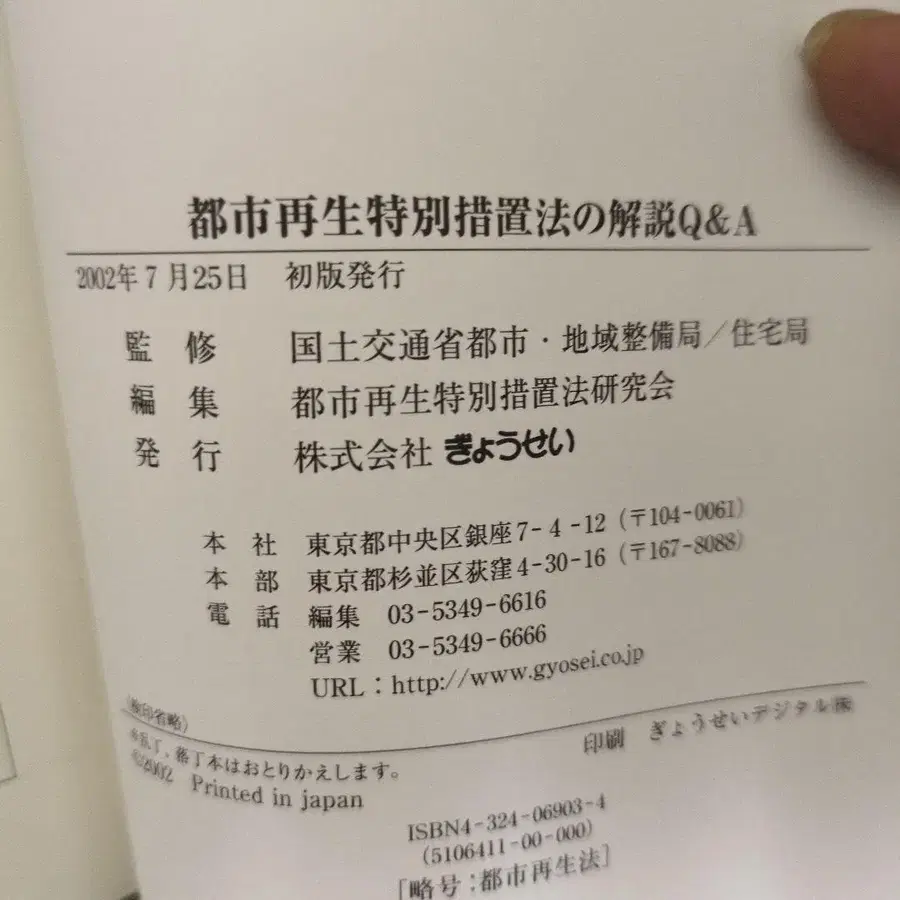 都市再生特別措置法の解説Q&A
2002年7月25日 初版発行
監修 国土交通省都市・地域整備局／住宅局
編集 都市再生特別措置法研究会
発行 株式会社 ぎょうせい
本社 東京都中央区銀座7-4-12 (〒104-0061)
本部 東京都杉並区荻窪4-30-16 (〒167-8088)
電話 編集 03-5349-6616
営業 03-5349-6666
URL：http://www.gyosei.co.jp
(検印省略)
印刷 ぎょうせいデジタル㈱
*乱丁、落丁本はおとりかえします。
©2002 Printed in japan
ISBN4-324-06903-4
(5106411-00-000)
[略号：都市再生法]